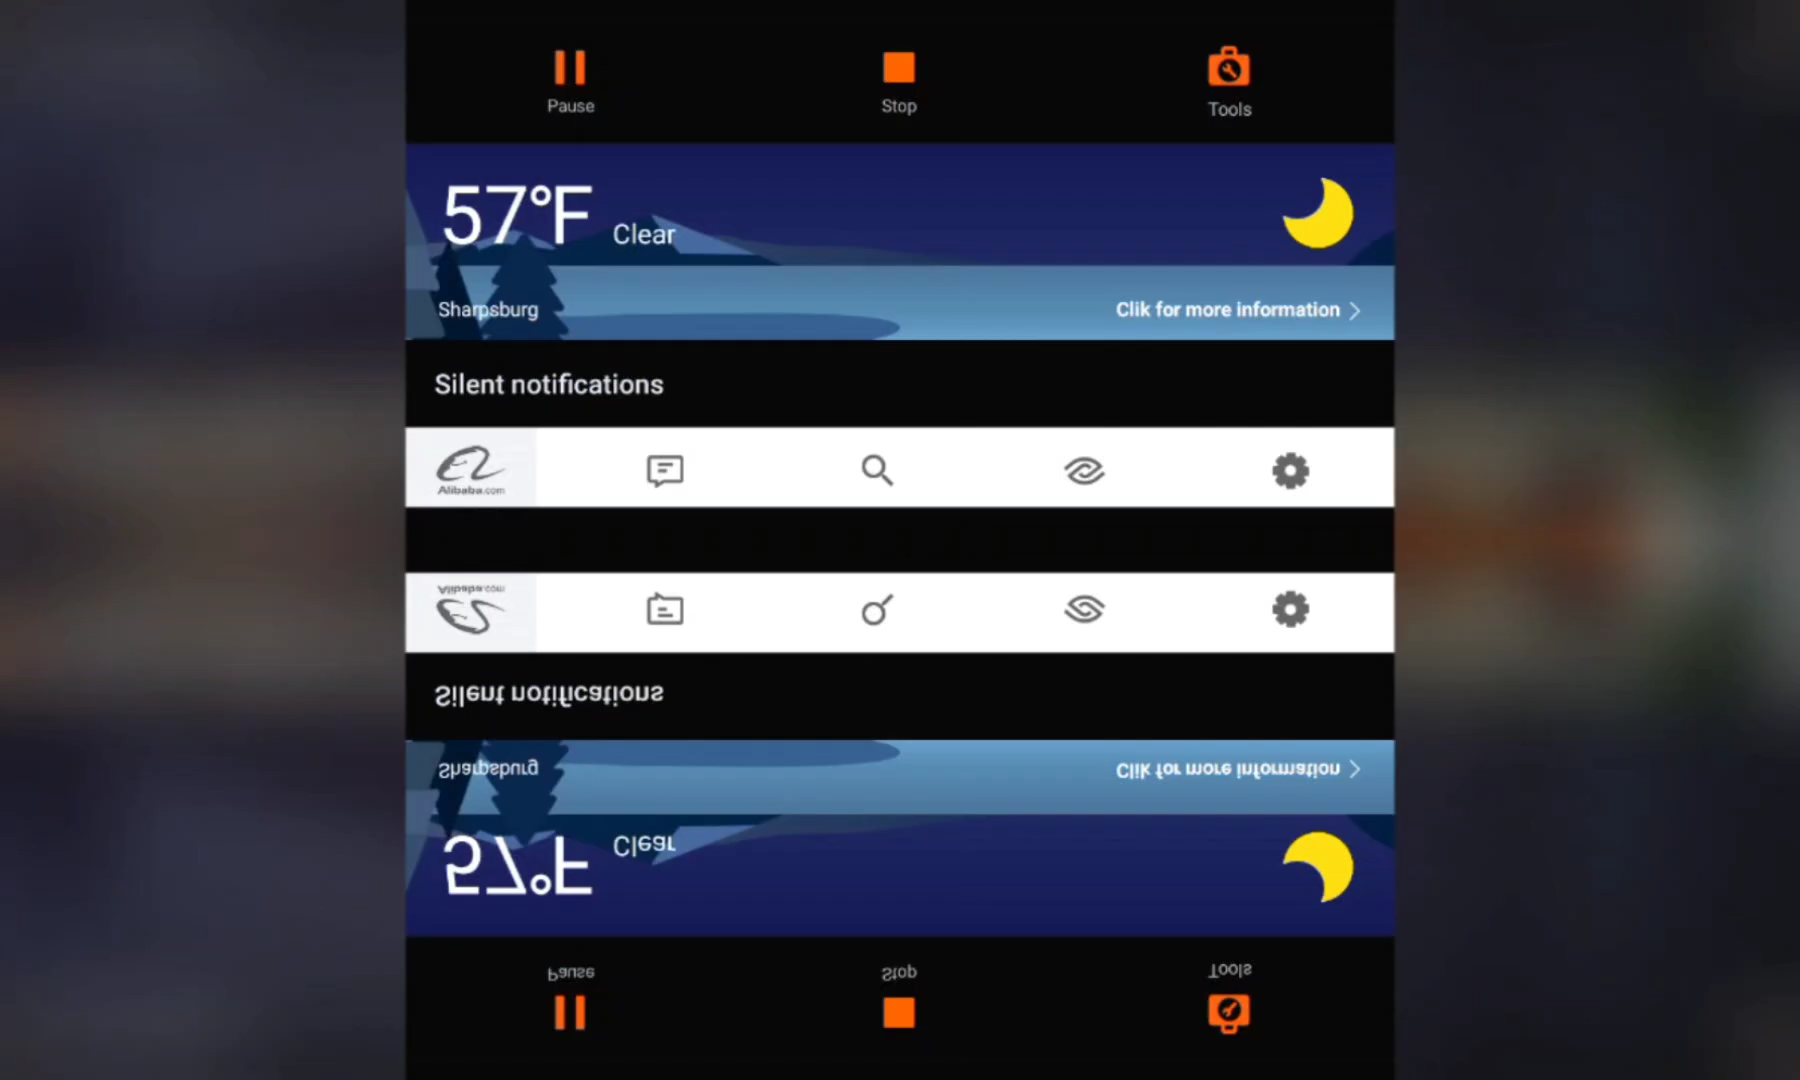 Pause Stop Tools
57°F Clear
Sharpsburg Clik for more information
Silent notifications
Alibaba.com
Alibaba.com
Silent notifications
Sharpsburg Clik for more information
57°F Clear
Pause Stop Tools